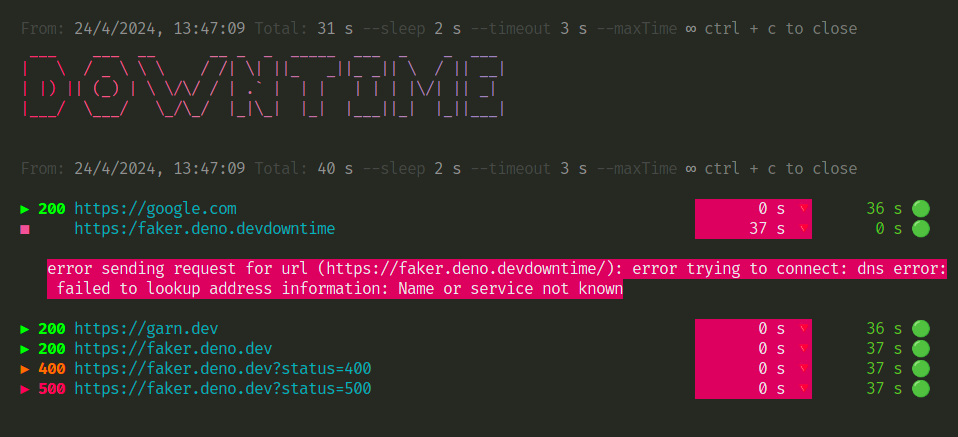 From: 24/4/2024, 13:47:09 Total: 31 s --sleep 2 s --timeout 3 s --maxTime ∞ ctrl + c to close
DOWNTIME
From: 24/4/2024, 13:47:09 Total: 40 s --sleep 2 s --timeout 3 s --maxTime ∞ ctrl + c to close
▶ 200 https://google.com 0 s 36 s
https:/faker.deno.devdowntime 37 s 0 s
error sending request for url (https://faker.deno.devdowntime/): error trying to connect: dns error:
failed to lookup address information: Name or service not known
▶ 200 https://garn.dev 0 s 36 s
▶ 200 https://faker.deno.dev 0 s 37 s
▶ 400 https://faker.deno.dev?status=400 0 s 37 s
▶ 500 https://faker.deno.dev?status=500 0 s 37 s